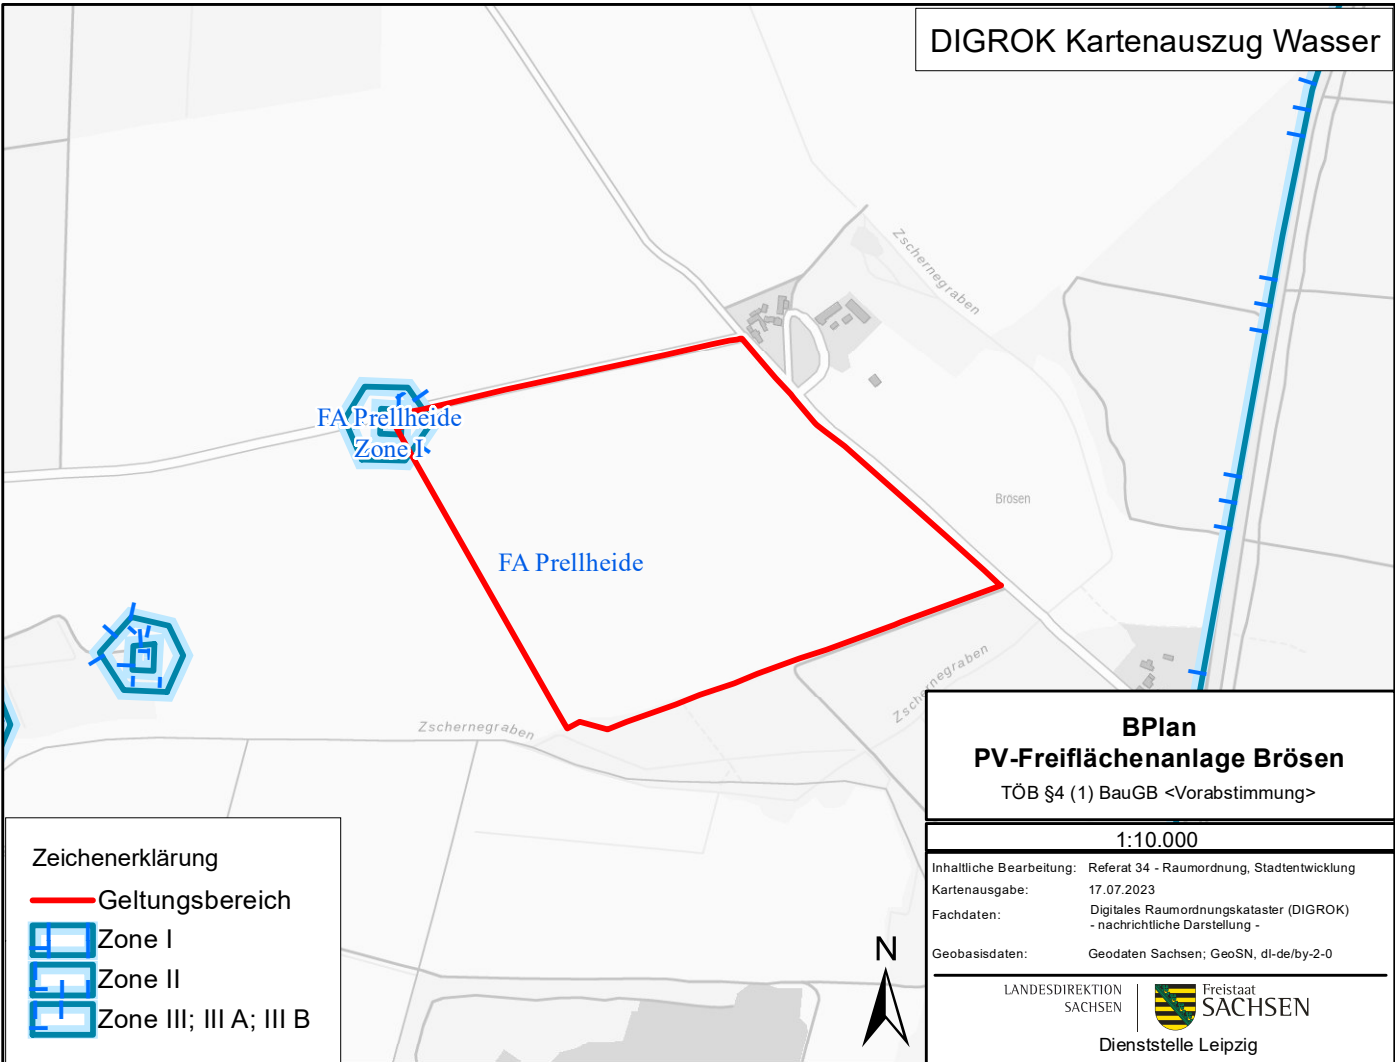 DIGROK Kartenauszug Wasser
Zschernegraben
FA Prellheide
Zone I
Brösen
FA Prellheide
Zschernegraben
Zschernegraben
BPlan
PV-Freiflächenanlage Brösen
TÖB §4 (1) BauGB <Vorabstimmung>
1:10.000
Inhaltliche Bearbeitung: Referat 34 - Raumordnung, Stadtentwicklung
Kartenausgabe: 17.07.2023
Fachdaten: Digitales Raumordnungskataster (DIGROK)
- nachrichtliche Darstellung -
Geobasisdaten: Geodaten Sachsen; GeoSN, dl-de/by-2-0
LANDESDIREKTION
SACHSEN
Freistaat
SACHSEN
Dienststelle Leipzig
N
Zeichenerklärung
Geltungsbereich
Zone I
Zone II
Zone III; III A; III B